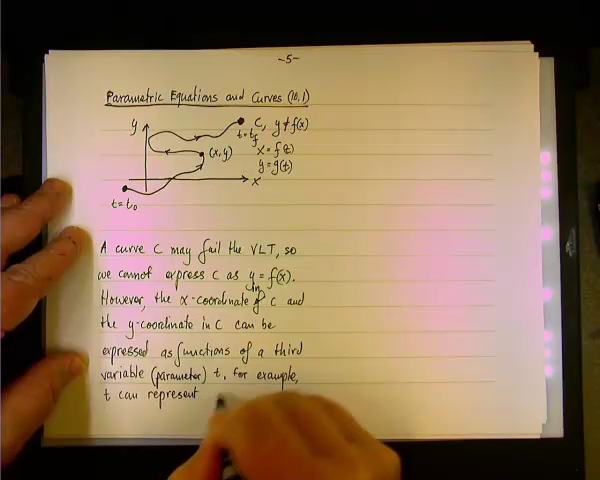 -5-
Parametric Equations and Curves (10.1)
y
C, y ≠ f(x)
t = t_f
(x, y)
x = f(t)
y = g(t)
x
t = t_0
A curve C may fail the VLT, so
we cannot express C as y = f(x).
However, the x-coordinate in C and
the y-coordinate in C can be
expressed as functions of a third
variable (parameter) t. For example,
t can represent